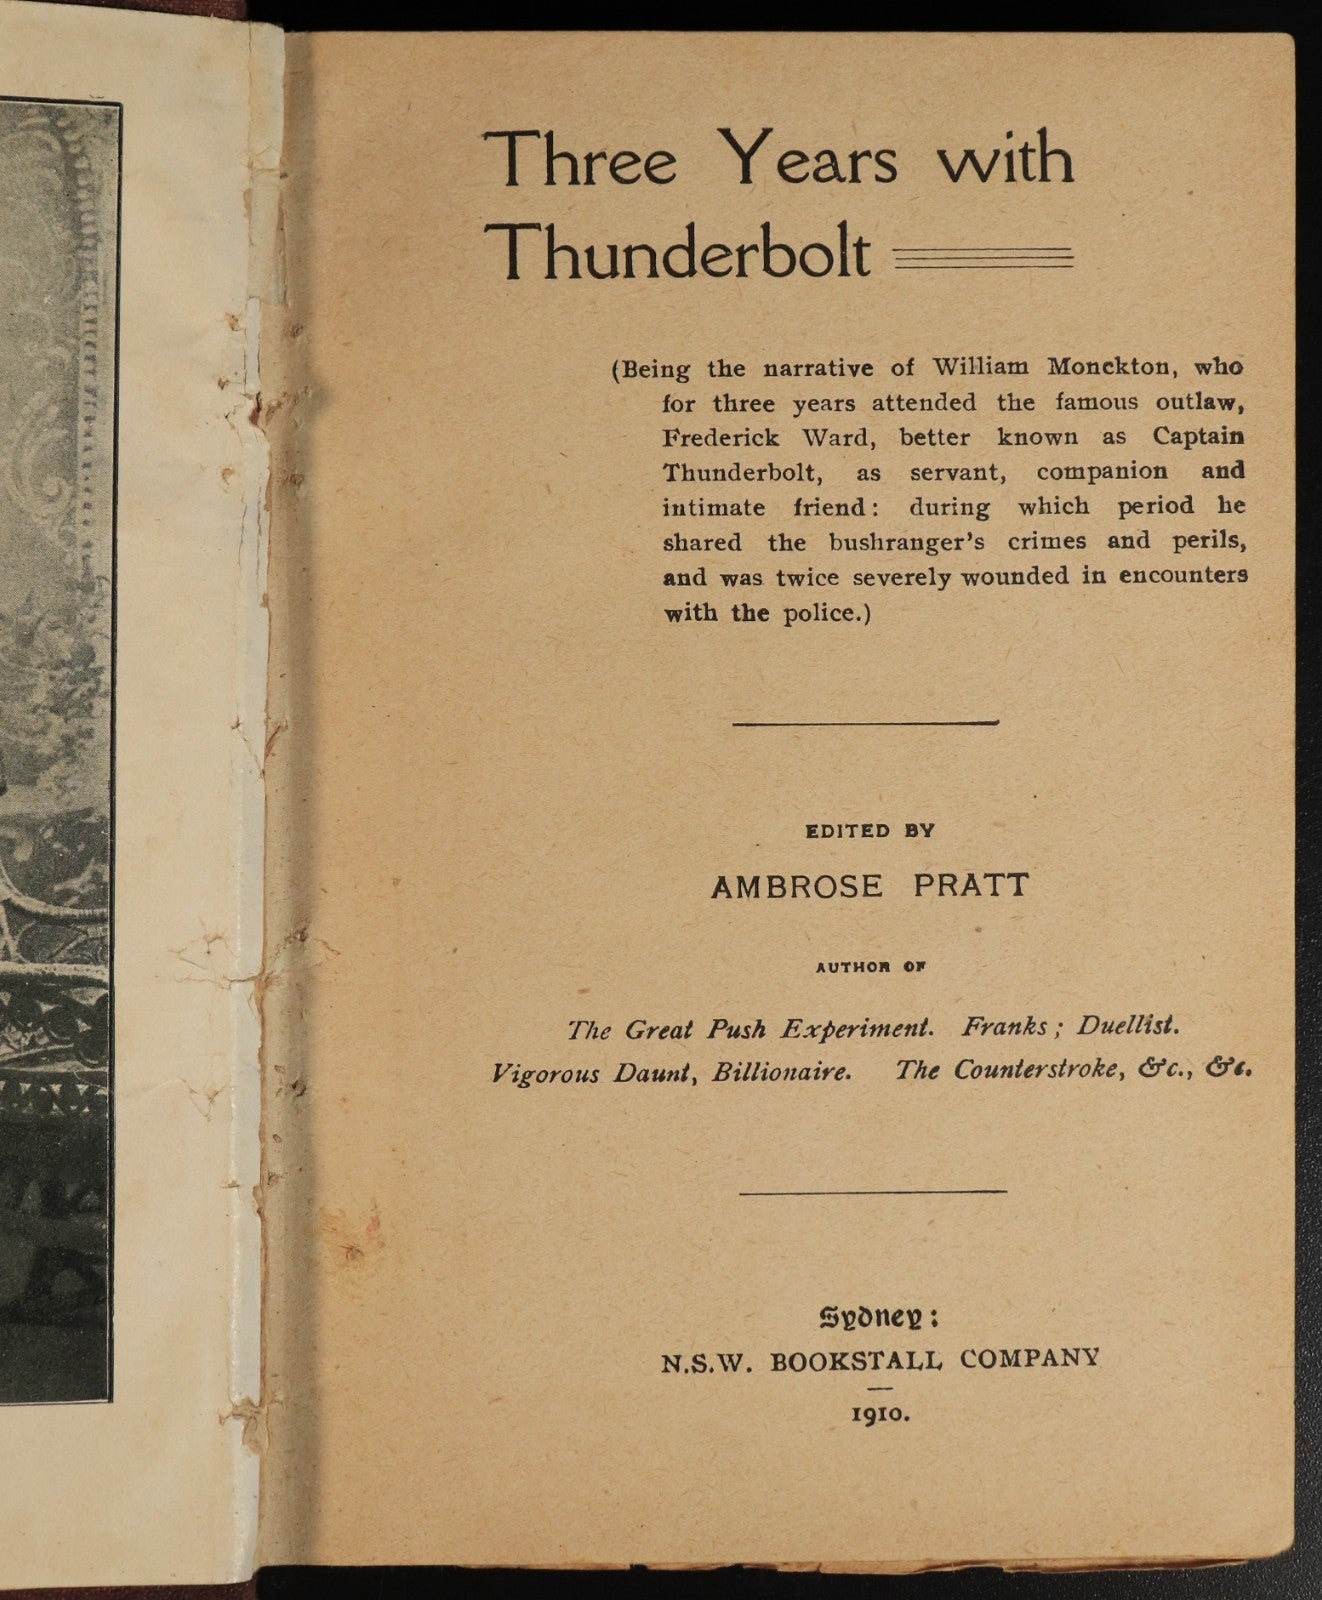 Three Years with
Thunderbolt
(Being the narrative of William Monckton, who
for three years attended the famous outlaw,
Frederick Ward, better known as Captain
Thunderbolt, as servant, companion and
intimate friend: during which period he
shared the bushranger's crimes and perils,
and was twice severely wounded in encounters
with the police.)
EDITED BY
AMBROSE PRATT
AUTHOR OF
The Great Push Experiment. Franks; Duellist.
Vigorous Daunt, Billionaire. The Counterstroke, &c., &c.
Sydney:
N.S.W. BOOKSTALL COMPANY
1910.